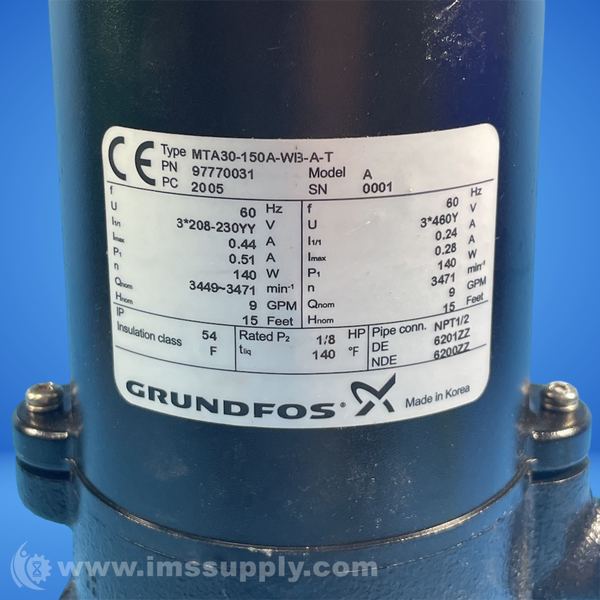 CE
Type MTA30-150A-WB-A-T
PN 97770031 Model A
PC 2005 SN 0001
f 60 Hz f 60 Hz
U 3*208-230YY V U 3*460Y V
I1/1 0.44 A I1/1 0.24 A
Imax 0.51 A Imax 0.28 A
P1 140 W P1 140 W
n 3449~3471 min-1 n 3471 min-1
Qnom 9 GPM Qnom 9 GPM
Hnom 15 Feet Hnom 15 Feet
IP 54 Rated P2 1/8 HP Pipe conn. NPT1/2
Insulation class F tliq 140 °F DE 6201ZZ
NDE 6200ZZ
GRUNDFOS
Made in Korea
www.imssupply.com